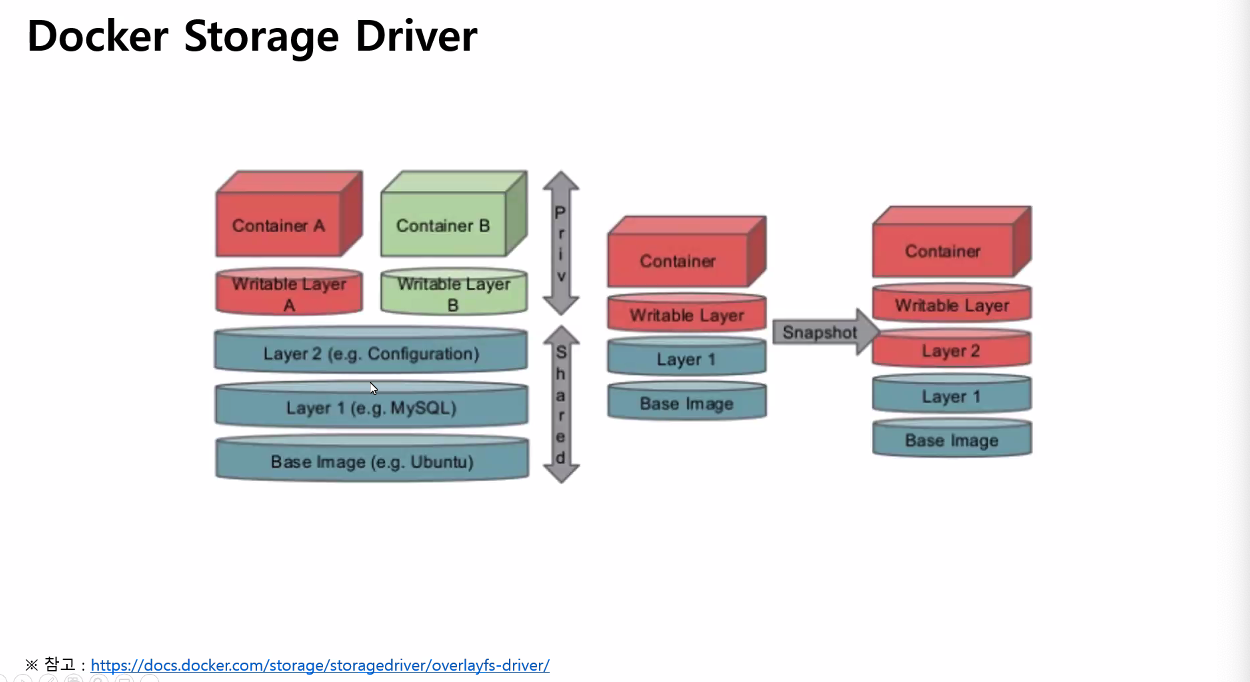 Docker Storage Driver
Container A
Container B
Writable Layer
A
Writable Layer
B
Layer 2 (e.g. Configuration)
Layer 1 (e.g. MySQL)
Base Image (e.g. Ubuntu)
Priv
Shared
Container
Writable Layer
Layer 1
Base Image
Snapshot
Container
Writable Layer
Layer 2
Layer 1
Base Image
※ 참고 : https://docs.docker.com/storage/storagedriver/overlayfs-driver/